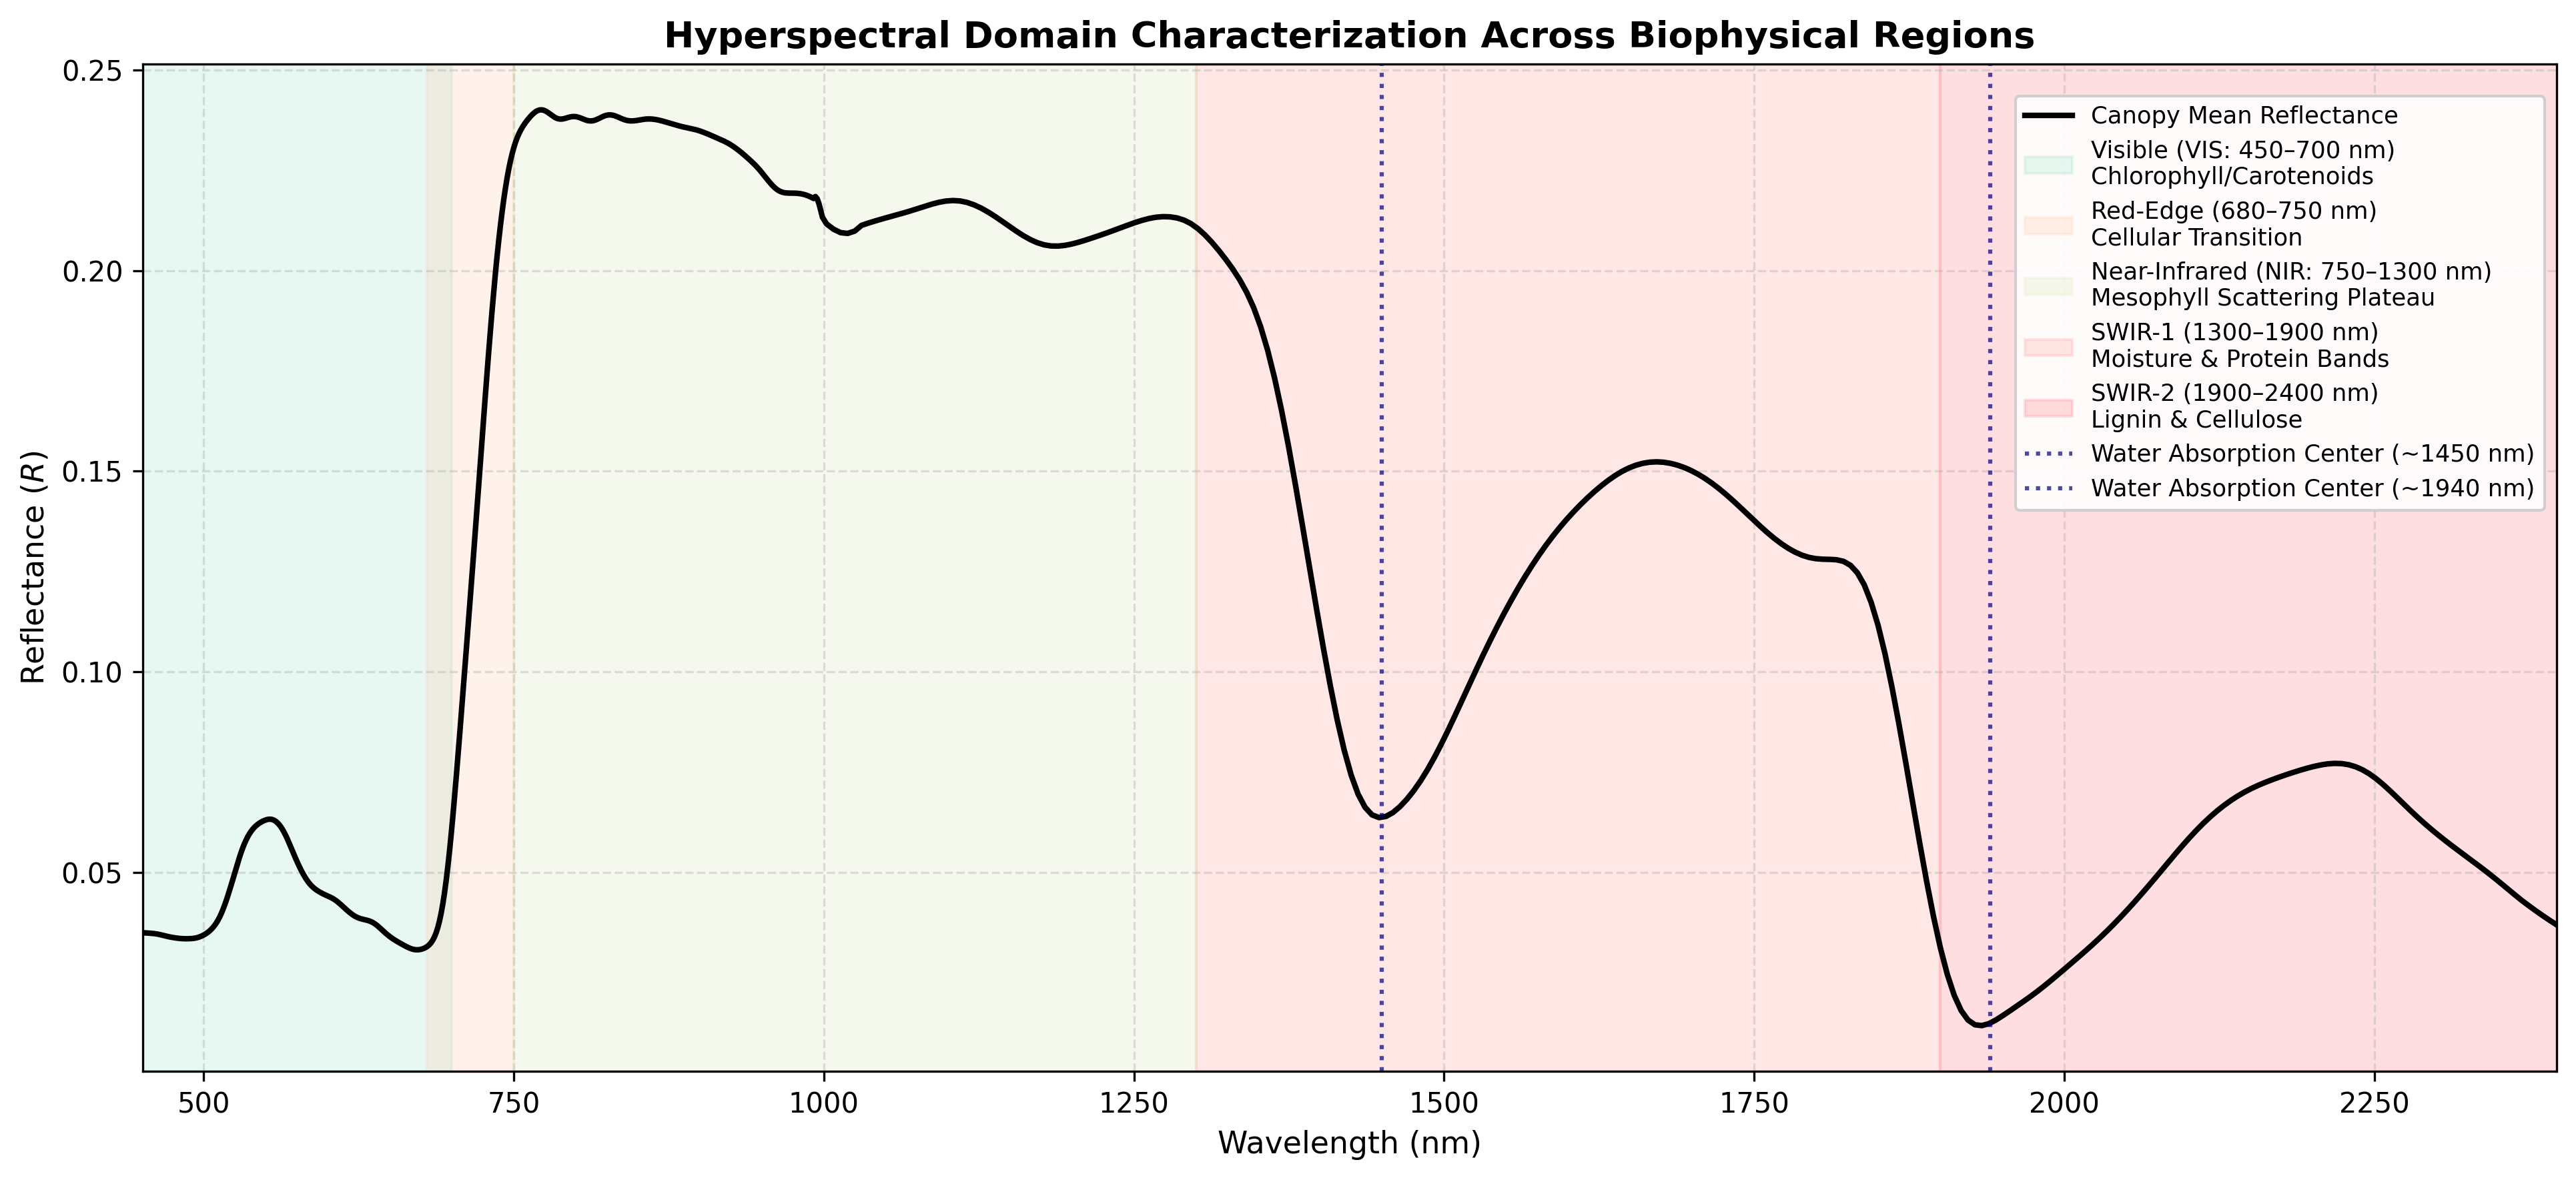 Hyperspectral Domain Characterization Across Biophysical Regions
0.25
0.20
0.15
0.10
0.05
Reflectance (R)
500
750
1000
1250
1500
1750
2000
2250
Wavelength (nm)
Canopy Mean Reflectance
Visible (VIS: 450–700 nm)
Chlorophyll/Carotenoids
Red-Edge (680–750 nm)
Cellular Transition
Near-Infrared (NIR: 750–1300 nm)
Mesophyll Scattering Plateau
SWIR-1 (1300–1900 nm)
Moisture & Protein Bands
SWIR-2 (1900–2400 nm)
Lignin & Cellulose
Water Absorption Center (~1450 nm)
Water Absorption Center (~1940 nm)